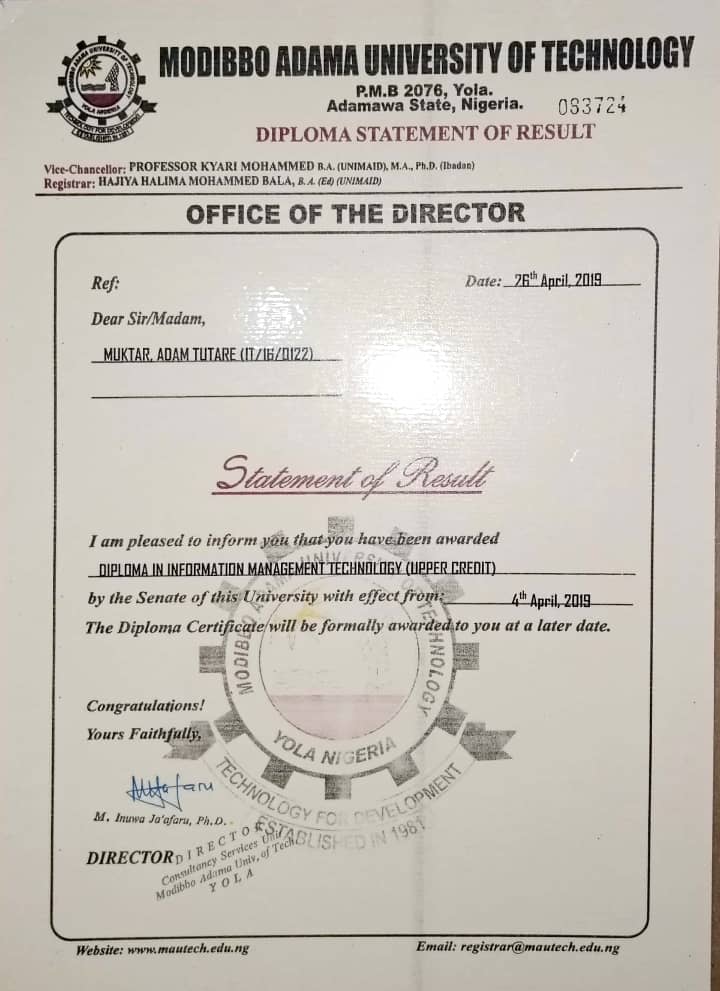 MODIBBO ADAMA UNIVERSITY OF TECHNOLOGY
P.M.B 2076, Yola.
Adamawa State, Nigeria.
083724
DIPLOMA STATEMENT OF RESULT
Vice-Chancellor: PROFESSOR KYARI MOHAMMED B.A. (UNIMAID), M.A., Ph.D. (Ibadan)
Registrar: HAJIYA HALIMA MOHAMMED BALA, B. A. (Ed) (UNIMAID)
OFFICE OF THE DIRECTOR
Ref:
Date: 26th April, 2019
Dear Sir/Madam,
MUKTAR, ADAM TUTARE (IT/16/0122)
Statement of Result
I am pleased to inform you that you have been awarded
DIPLOMA IN INFORMATION MANAGEMENT TECHNOLOGY (UPPER CREDIT)
by the Senate of this University with effect from: 4th April, 2019
The Diploma Certificate will be formally awarded to you at a later date.
MODIBBO ADAMA UNIVERSITY OF TECHNOLOGY
YOLA NIGERIA
TECHNOLOGY FOR DEVELOPMENT
ESTABLISHED IN 1981
Congratulations!
Yours Faithfully,
M. Inuwa Ja'afaru, Ph.D.
DIRECTOR
DIRECTOR
Consultancy Services Unit
Modibbo Adama Univ, of Tech
YOLA
Website: www.mautech.edu.ng
Email: registrar@mautech.edu.ng